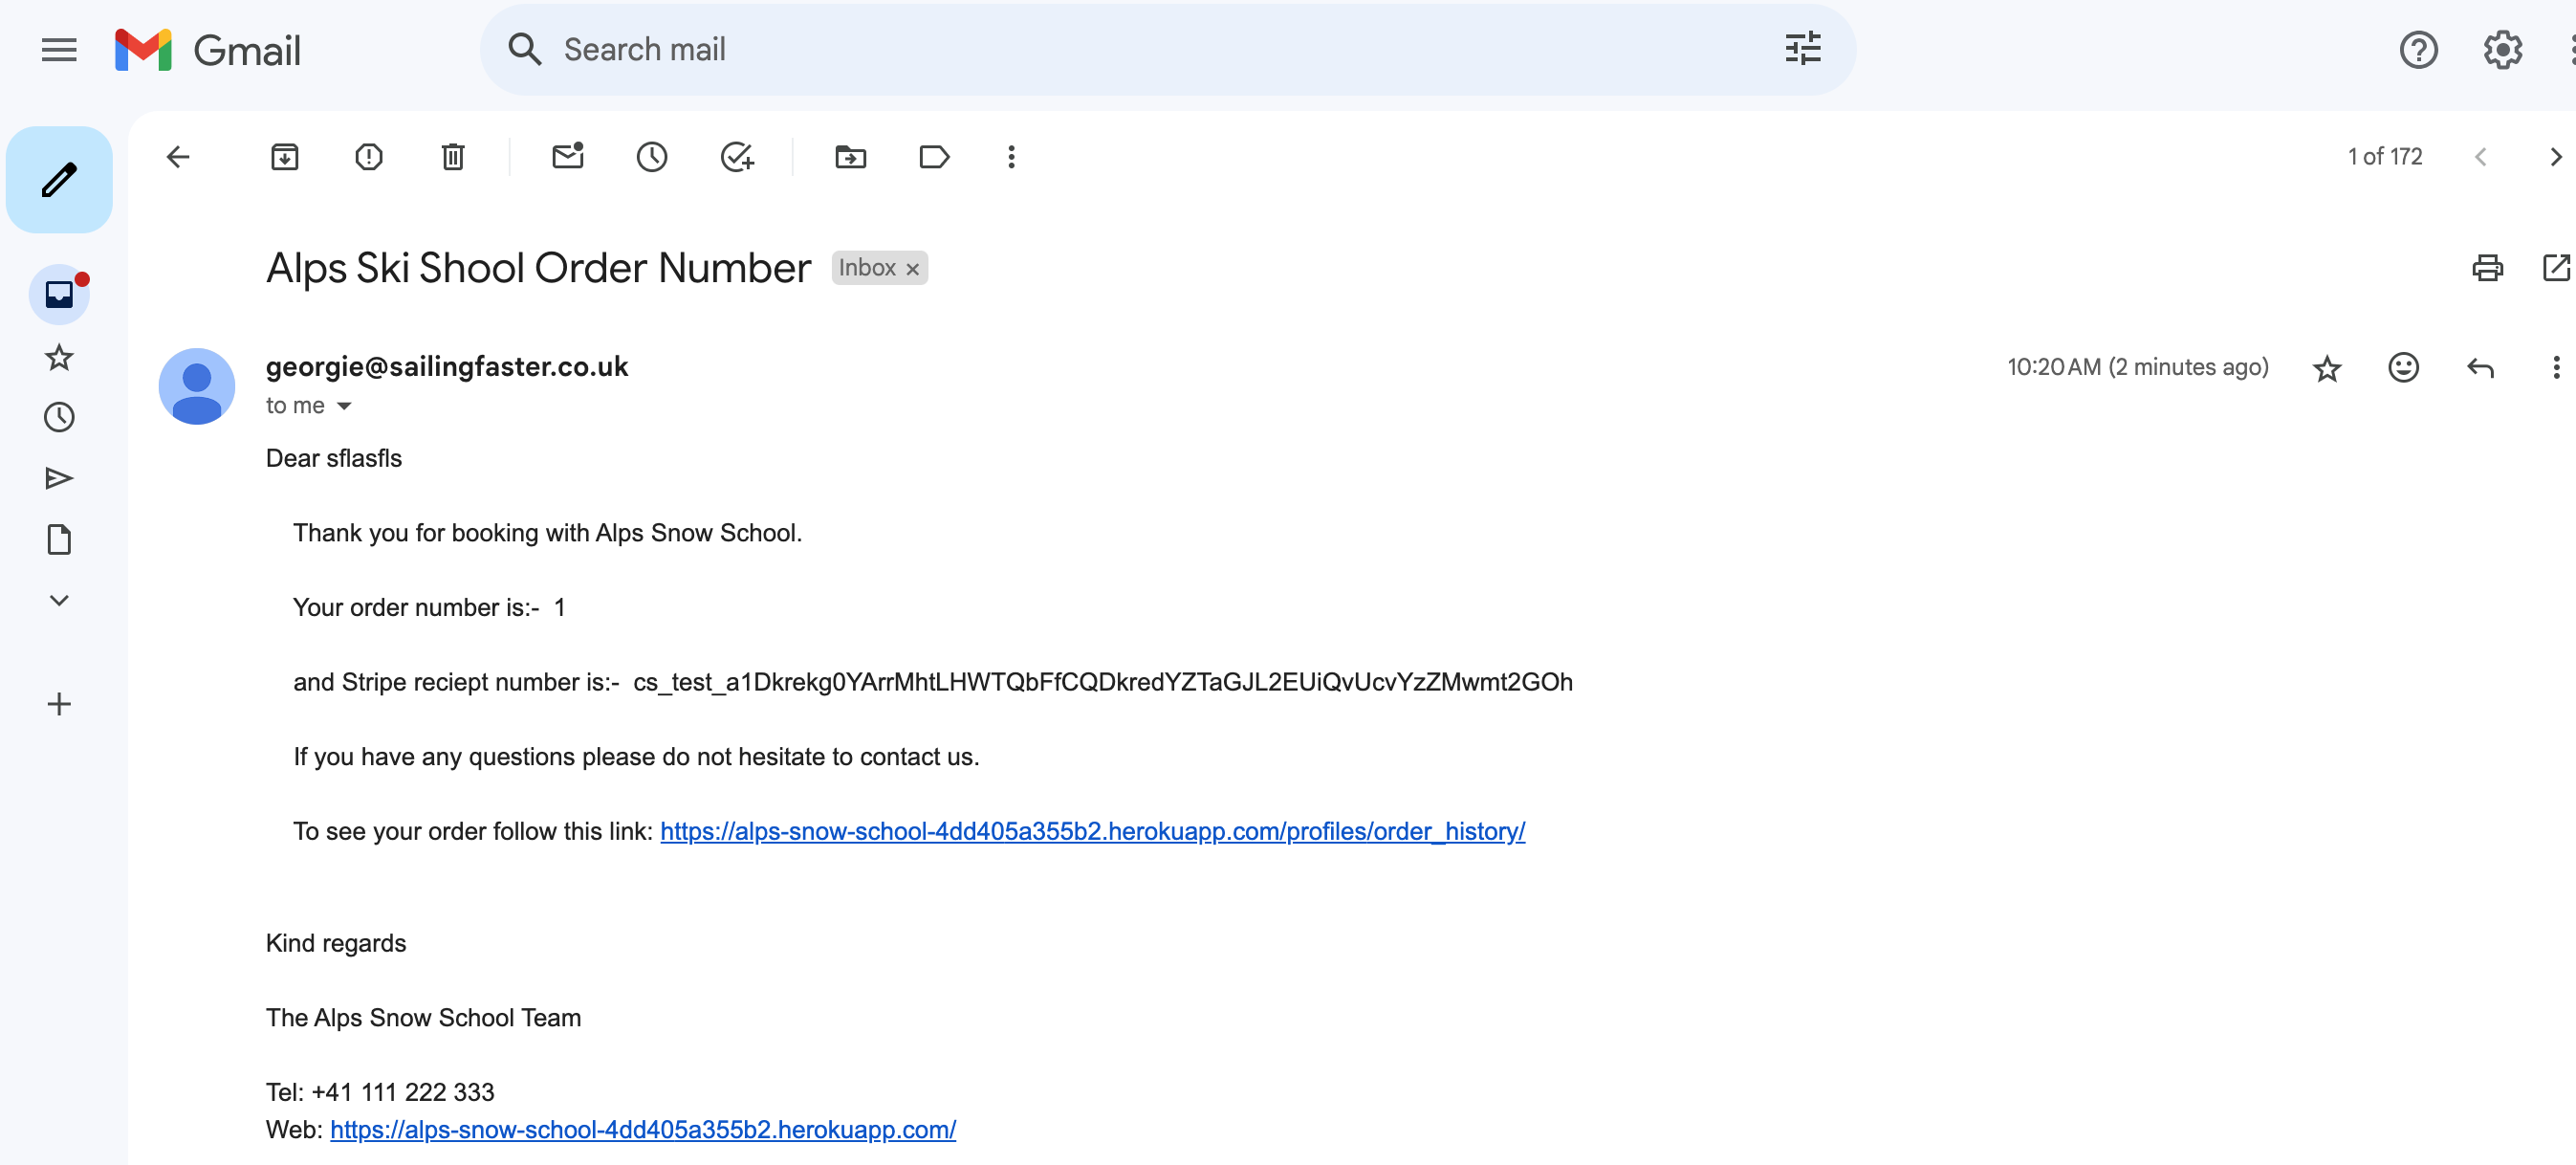 Gmail
Search mail
1 of 172
Alps Ski Shool Order Number Inbox ×
georgie@sailingfaster.co.uk 10:20 AM (2 minutes ago)
to me
Dear sflasfls
Thank you for booking with Alps Snow School.
Your order number is:- 1
and Stripe reciept number is:- cs_test_a1Dkrekg0YArrMhtLHWTQbFfCQDkredYZTaGJL2EUiQvUcvYzZMwmt2GOh
If you have any questions please do not hesitate to contact us.
To see your order follow this link: https://alps-snow-school-4dd405a355b2.herokuapp.com/profiles/order_history/
Kind regards
The Alps Snow School Team
Tel: +41 111 222 333
Web: https://alps-snow-school-4dd405a355b2.herokuapp.com/